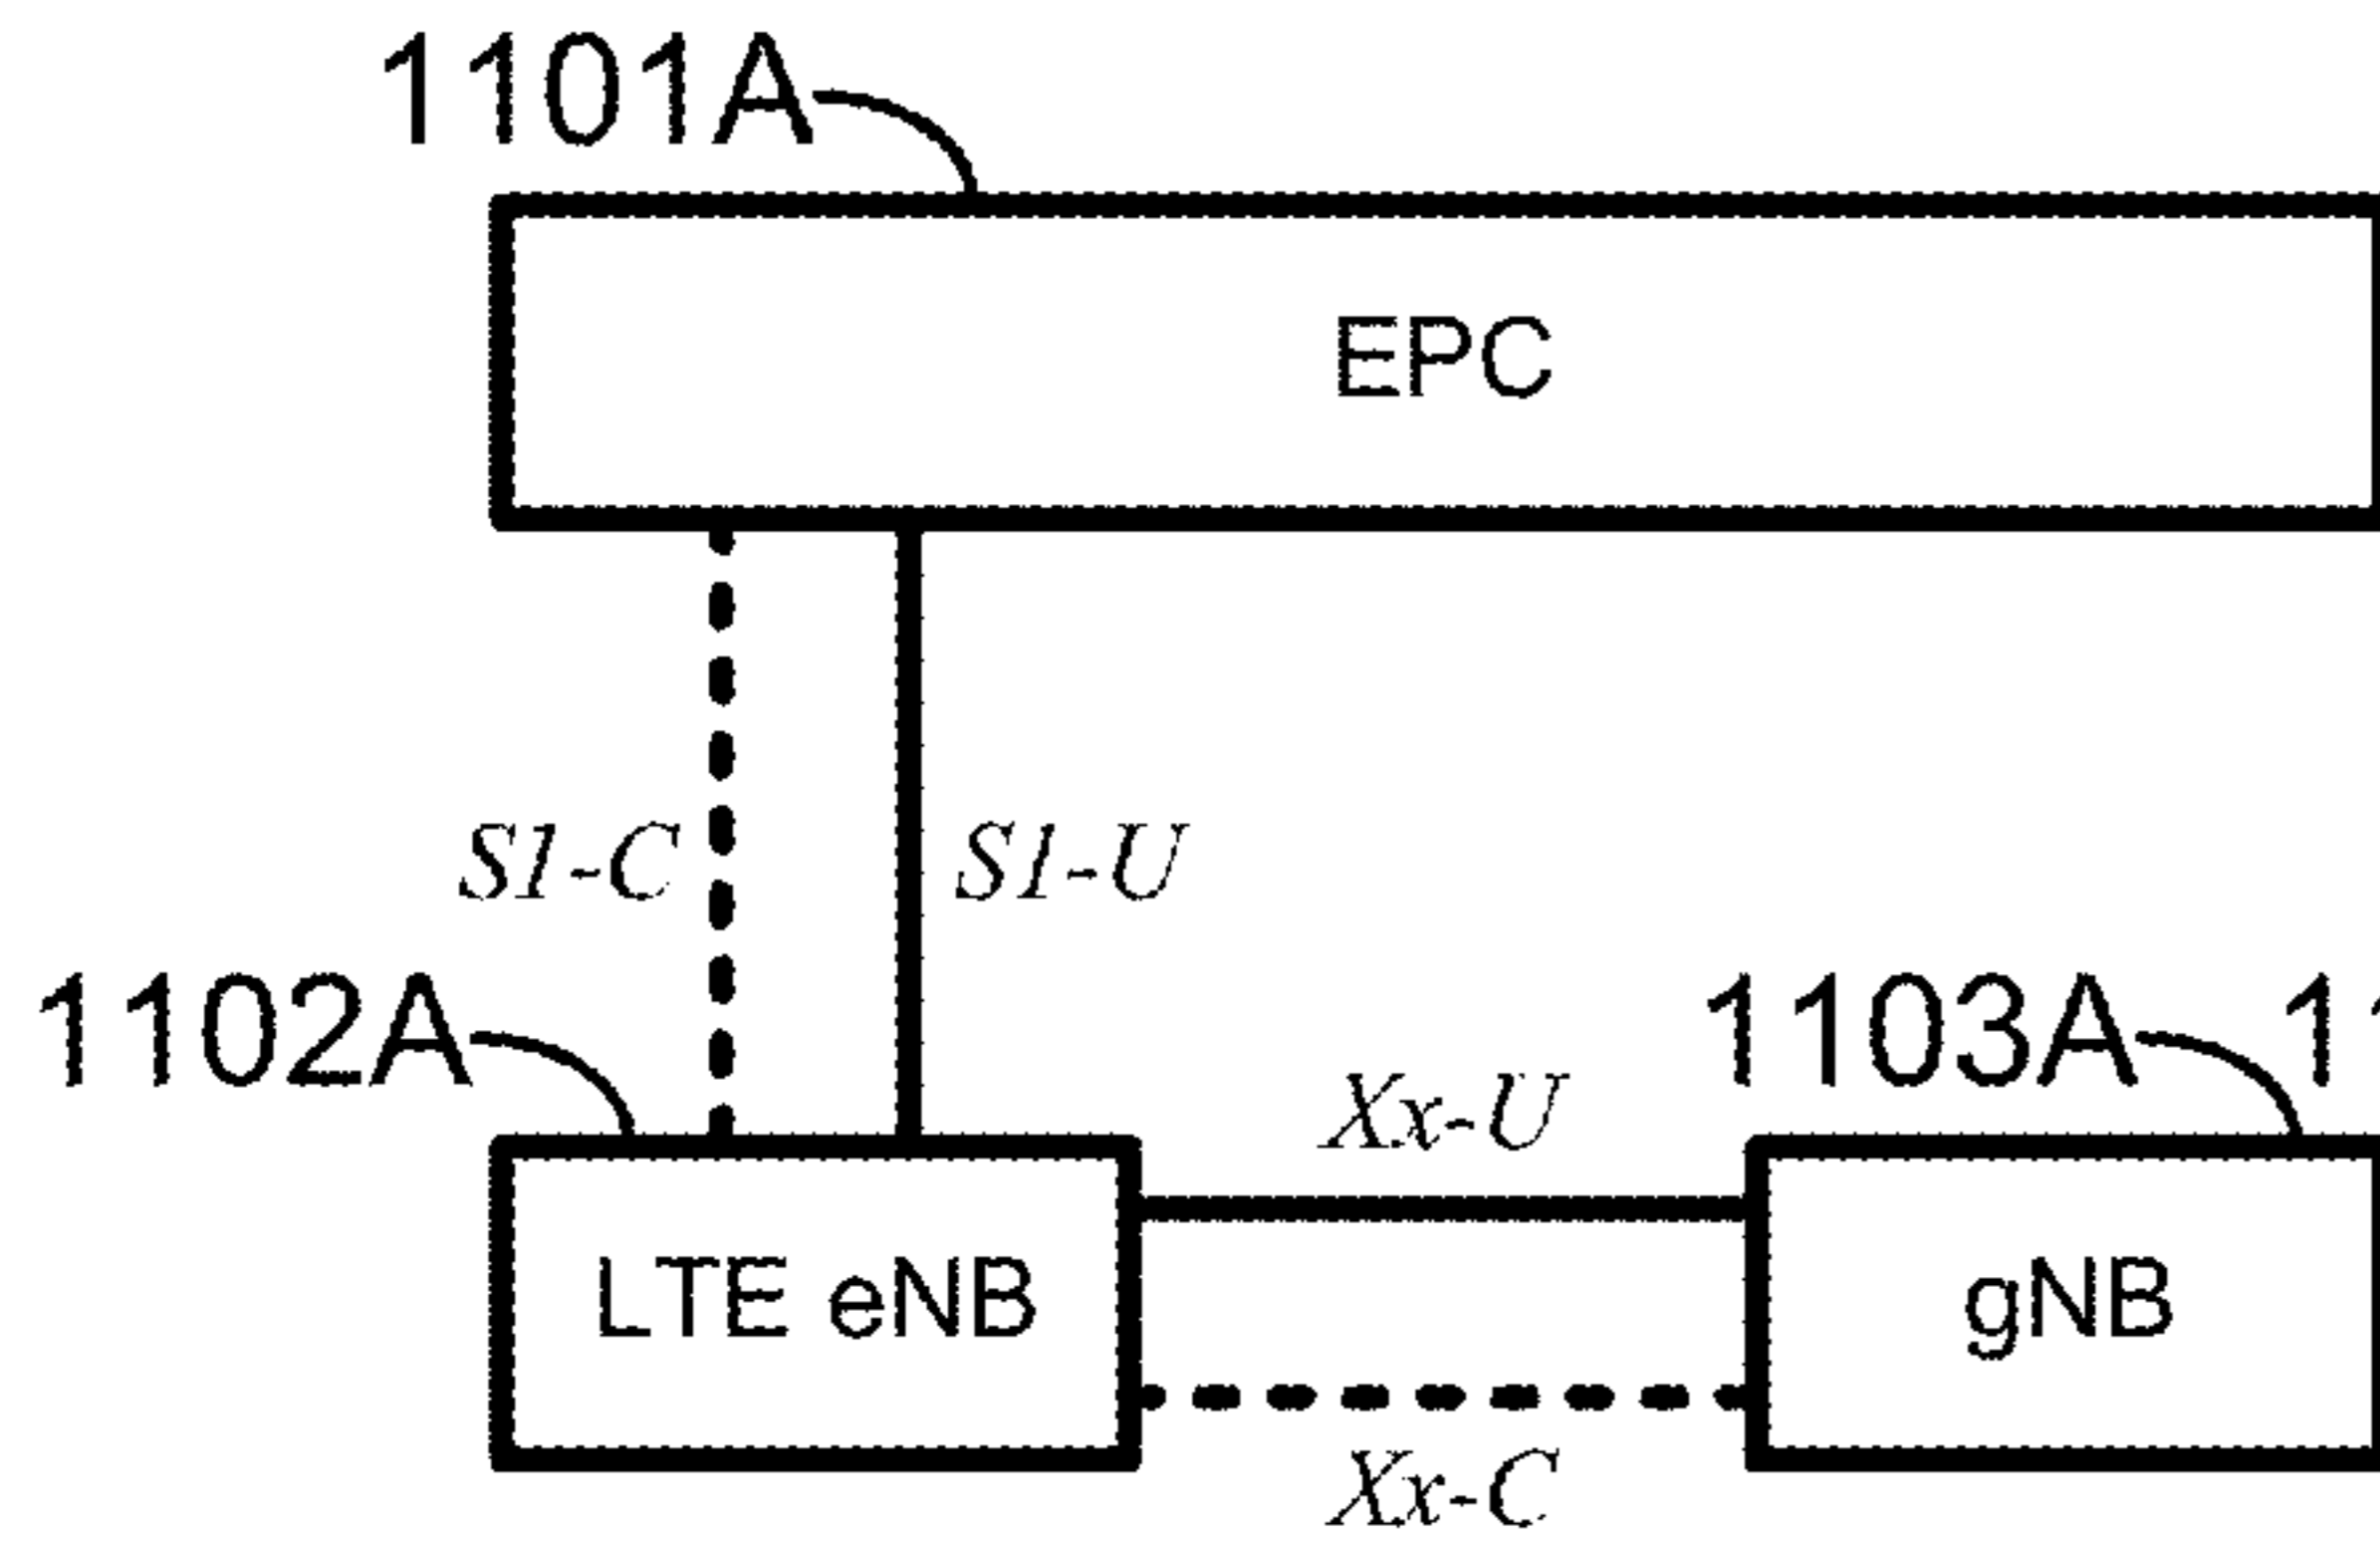 1101A
EPC
S1-C S1-U
1102A 1103A
Xx-U
LTE eNB gNB
Xx-C